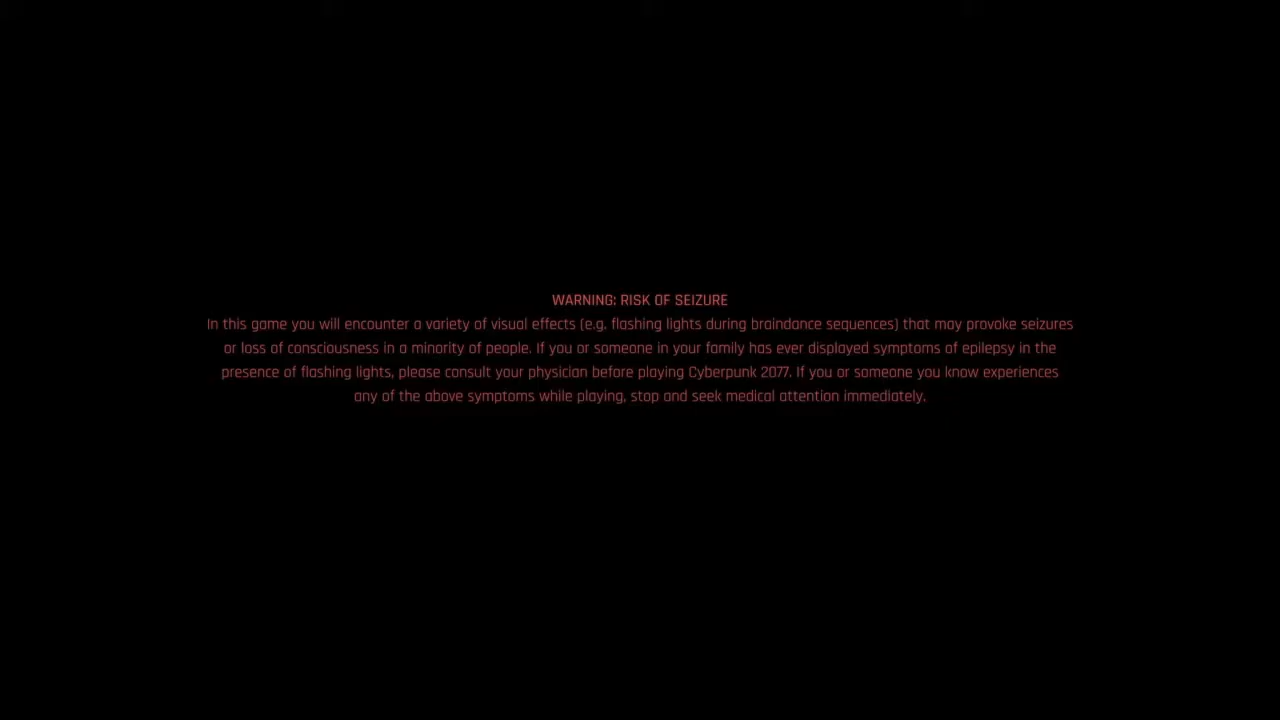 WARNING: RISK OF SEIZURE
In this game you will encounter a variety of visual effects (e.g. flashing lights during braindance sequences) that may provoke seizures
or loss of consciousness in a minority of people. If you or someone in your family has ever displayed symptoms of epilepsy in the
presence of flashing lights, please consult your physician before playing Cyberpunk 2077. If you or someone you know experiences
any of the above symptoms while playing, stop and seek medical attention immediately.